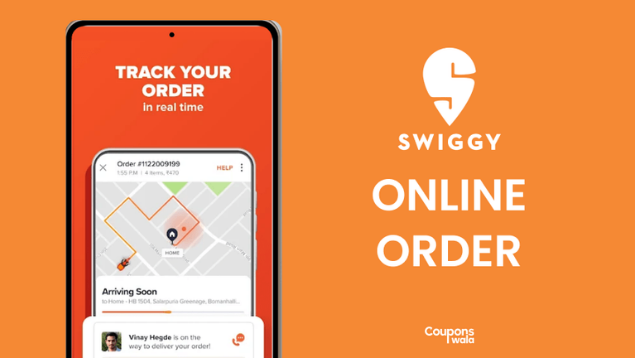 TRACK YOUR
ORDER
in real time
Order #1122009199
HELP
1:55 PM | 4 items, ₹470
HOME
Arriving Soon
to Home - HB 1504, Salepura Greenage,
Vinay Hegde is on the
way to deliver your order!
SWIGGY
ONLINE
ORDER
Coupons
wala